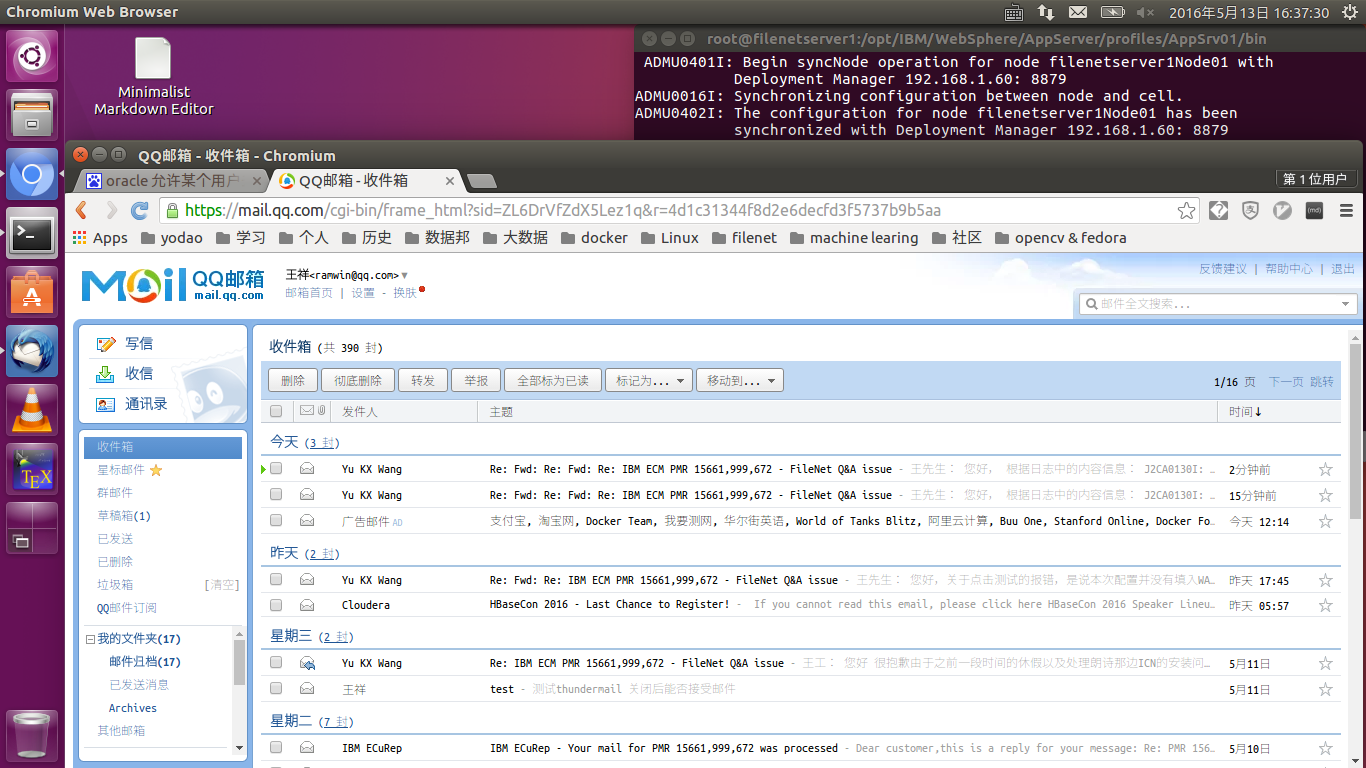 Chromium Web Browser
2016年5月13日 16:37:30
Minimalist
Markdown Editor
root@filenetserver1:/opt/IBM/WebSphere/AppServer/profiles/AppSrv01/bin
ADMU0401I: Begin syncNode operation for node filenetserver1Node01 with
Deployment Manager 192.168.1.60: 8879
ADMU0016I: Synchronizing configuration between node and cell.
ADMU0402I: The configuration for node filenetserver1Node01 has been
synchronized with Deployment Manager 192.168.1.60: 8879
QQ邮箱 - 收件箱 - Chromium
oracle 允许某个用户
QQ邮箱 - 收件箱
第 1 位用户
https://mail.qq.com/cgi-bin/frame_html?sid=ZL6DrVfZdX5Lez1q&r=4d1c31344f8d2e6decfd3f5737b9b5aa
Apps yodao 学习 个人 历史 数据邦 大数据 docker Linux filenet machine learing 社区 opencv & fedora
Mail QQ邮箱
mail.qq.com
王祥<ramwin@qq.com>
邮箱首页 | 设置 - 换肤
反馈建议 | 帮助中心 | 退出
邮件全文搜索...
写信
收信
通讯录
收件箱
星标邮件
群邮件
草稿箱(1)
已发送
已删除
垃圾箱 [清空]
QQ邮件订阅
我的文件夹(17)
邮件归档(17)
已发送消息
Archives
其他邮箱
收件箱 (共 390 封)
删除 彻底删除 转发 举报 全部标为已读 标记为... 移动到... 1/16 页 下一页 跳转
发件人 主题 时间↓
今天 (3 封)
Yu KX Wang Re: Fwd: Re: Fwd: Re: IBM ECM PMR 15661,999,672 - FileNet Q&A issue - 王先生： 您好， 根据日志中的内容信息： J2CA0130I: … 2分钟前
Yu KX Wang Re: Fwd: Re: Fwd: Re: IBM ECM PMR 15661,999,672 - FileNet Q&A issue - 王先生： 您好， 根据日志中的内容信息： J2CA0130I: … 15分钟前
广告邮件 AD 支付宝, 淘宝网, Docker Team, 我要测网, 华尔街英语, World of Tanks Blitz, 阿里云计算, Buu One, Stanford Online, Docker Fo… 今天 12:14
昨天 (2 封)
Yu KX Wang Re: Fwd: Re: IBM ECM PMR 15661,999,672 - FileNet Q&A issue - 王先生： 您好，关于点击测试的报错，是说本次配置并没有填入WA… 昨天 17:45
Cloudera HBaseCon 2016 - Last Chance to Register! - If you cannot read this email, please click here HBaseCon 2016 Speaker Lineu… 昨天 05:57
星期三 (2 封)
Yu KX Wang Re: IBM ECM PMR 15661,999,672 - FileNet Q&A issue - 王工： 您好 很抱歉由于之前一段时间的休假以及处理朗诗那边ICN的安装问… 5月11日
王祥 test - 测试thundermail 关闭后能否接受邮件 5月11日
星期二 (7 封)
IBM ECuRep IBM ECuRep - Your mail for PMR 15661,999,672 was processed - Dear customer,this is a reply for your message: Re: PMR 156… 5月10日